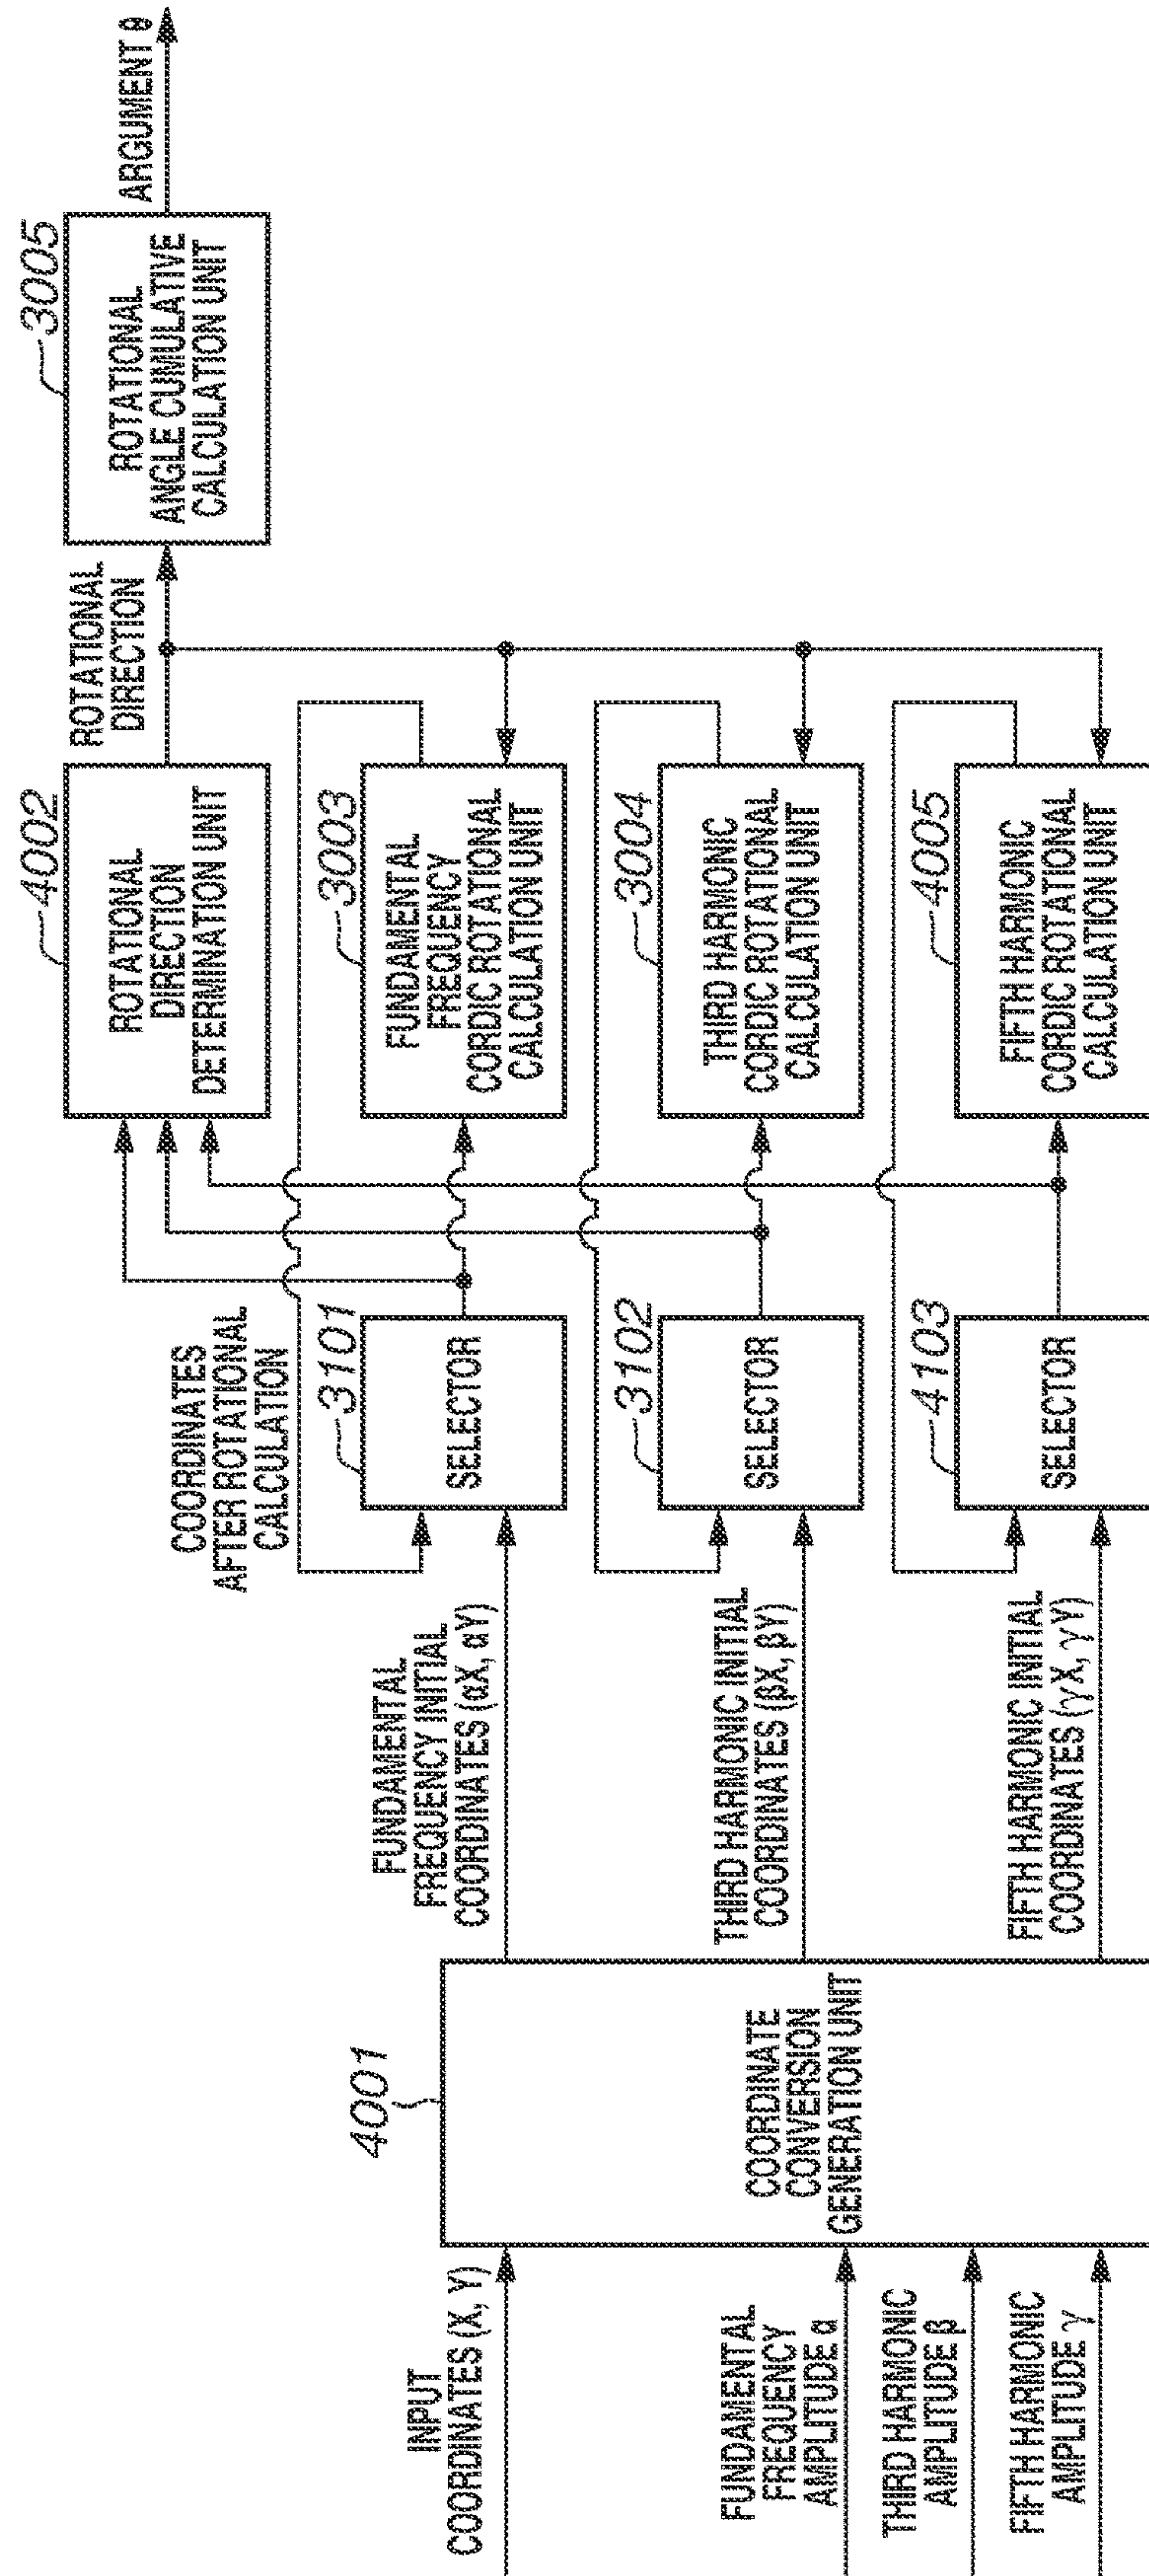 INPUT
COORDINATES (X, Y)
FUNDAMENTAL
FREQUENCY
AMPLITUDE α
THIRD HARMONIC
AMPLITUDE β
FIFTH HARMONIC
AMPLITUDE γ
4001
COORDINATE
CONVERSION
GENERATION UNIT
FUNDAMENTAL
FREQUENCY INITIAL
COORDINATES (αX, αY)
THIRD HARMONIC INITIAL
COORDINATES (βX, βY)
FIFTH HARMONIC INITIAL
COORDINATES (γX, γY)
COORDINATES
AFTER ROTATIONAL
CALCULATION
3101
SELECTOR
3102
SELECTOR
4103
SELECTOR
4002
ROTATIONAL
DIRECTION
DETERMINATION UNIT
3003
FUNDAMENTAL
FREQUENCY
CORDIC ROTATIONAL
CALCULATION UNIT
3004
THIRD HARMONIC
CORDIC ROTATIONAL
CALCULATION UNIT
4005
FIFTH HARMONIC
CORDIC ROTATIONAL
CALCULATION UNIT
ROTATIONAL
DIRECTION
3005
ROTATIONAL
ANGLE CUMULATIVE
CALCULATION UNIT
ARGUMENT θ